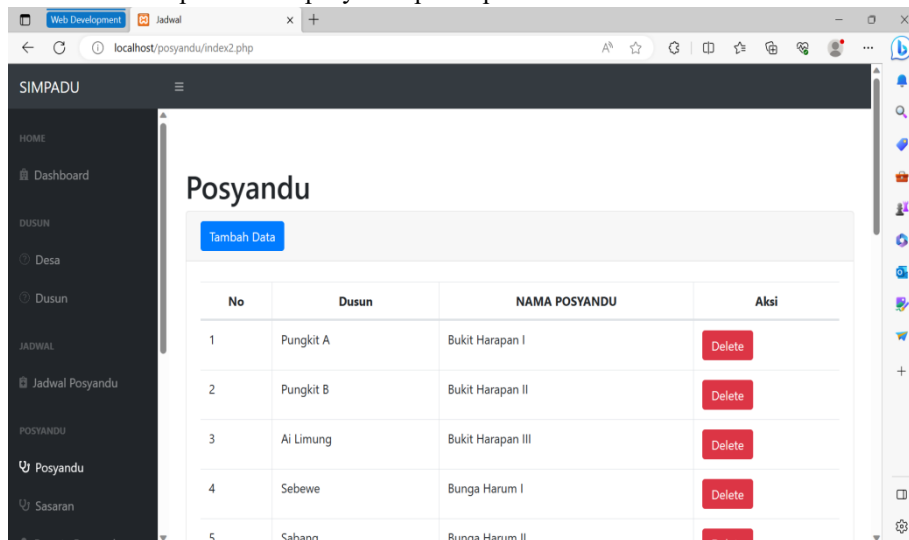 Web Development Jadwal
localhost/posyandu/index2.php
SIMPADU
HOME
Dashboard
DUSUN
Desa
Dusun
JADWAL
Jadwal Posyandu
POSYANDU
Posyandu
Sasaran
Posyandu
Tambah Data
No Dusun NAMA POSYANDU Aksi
1 Pungkit A Bukit Harapan I Delete
2 Pungkit B Bukit Harapan II Delete
3 Ai Limung Bukit Harapan III Delete
4 Sebewe Bunga Harum I Delete
5 Sabang Bunga Harum II